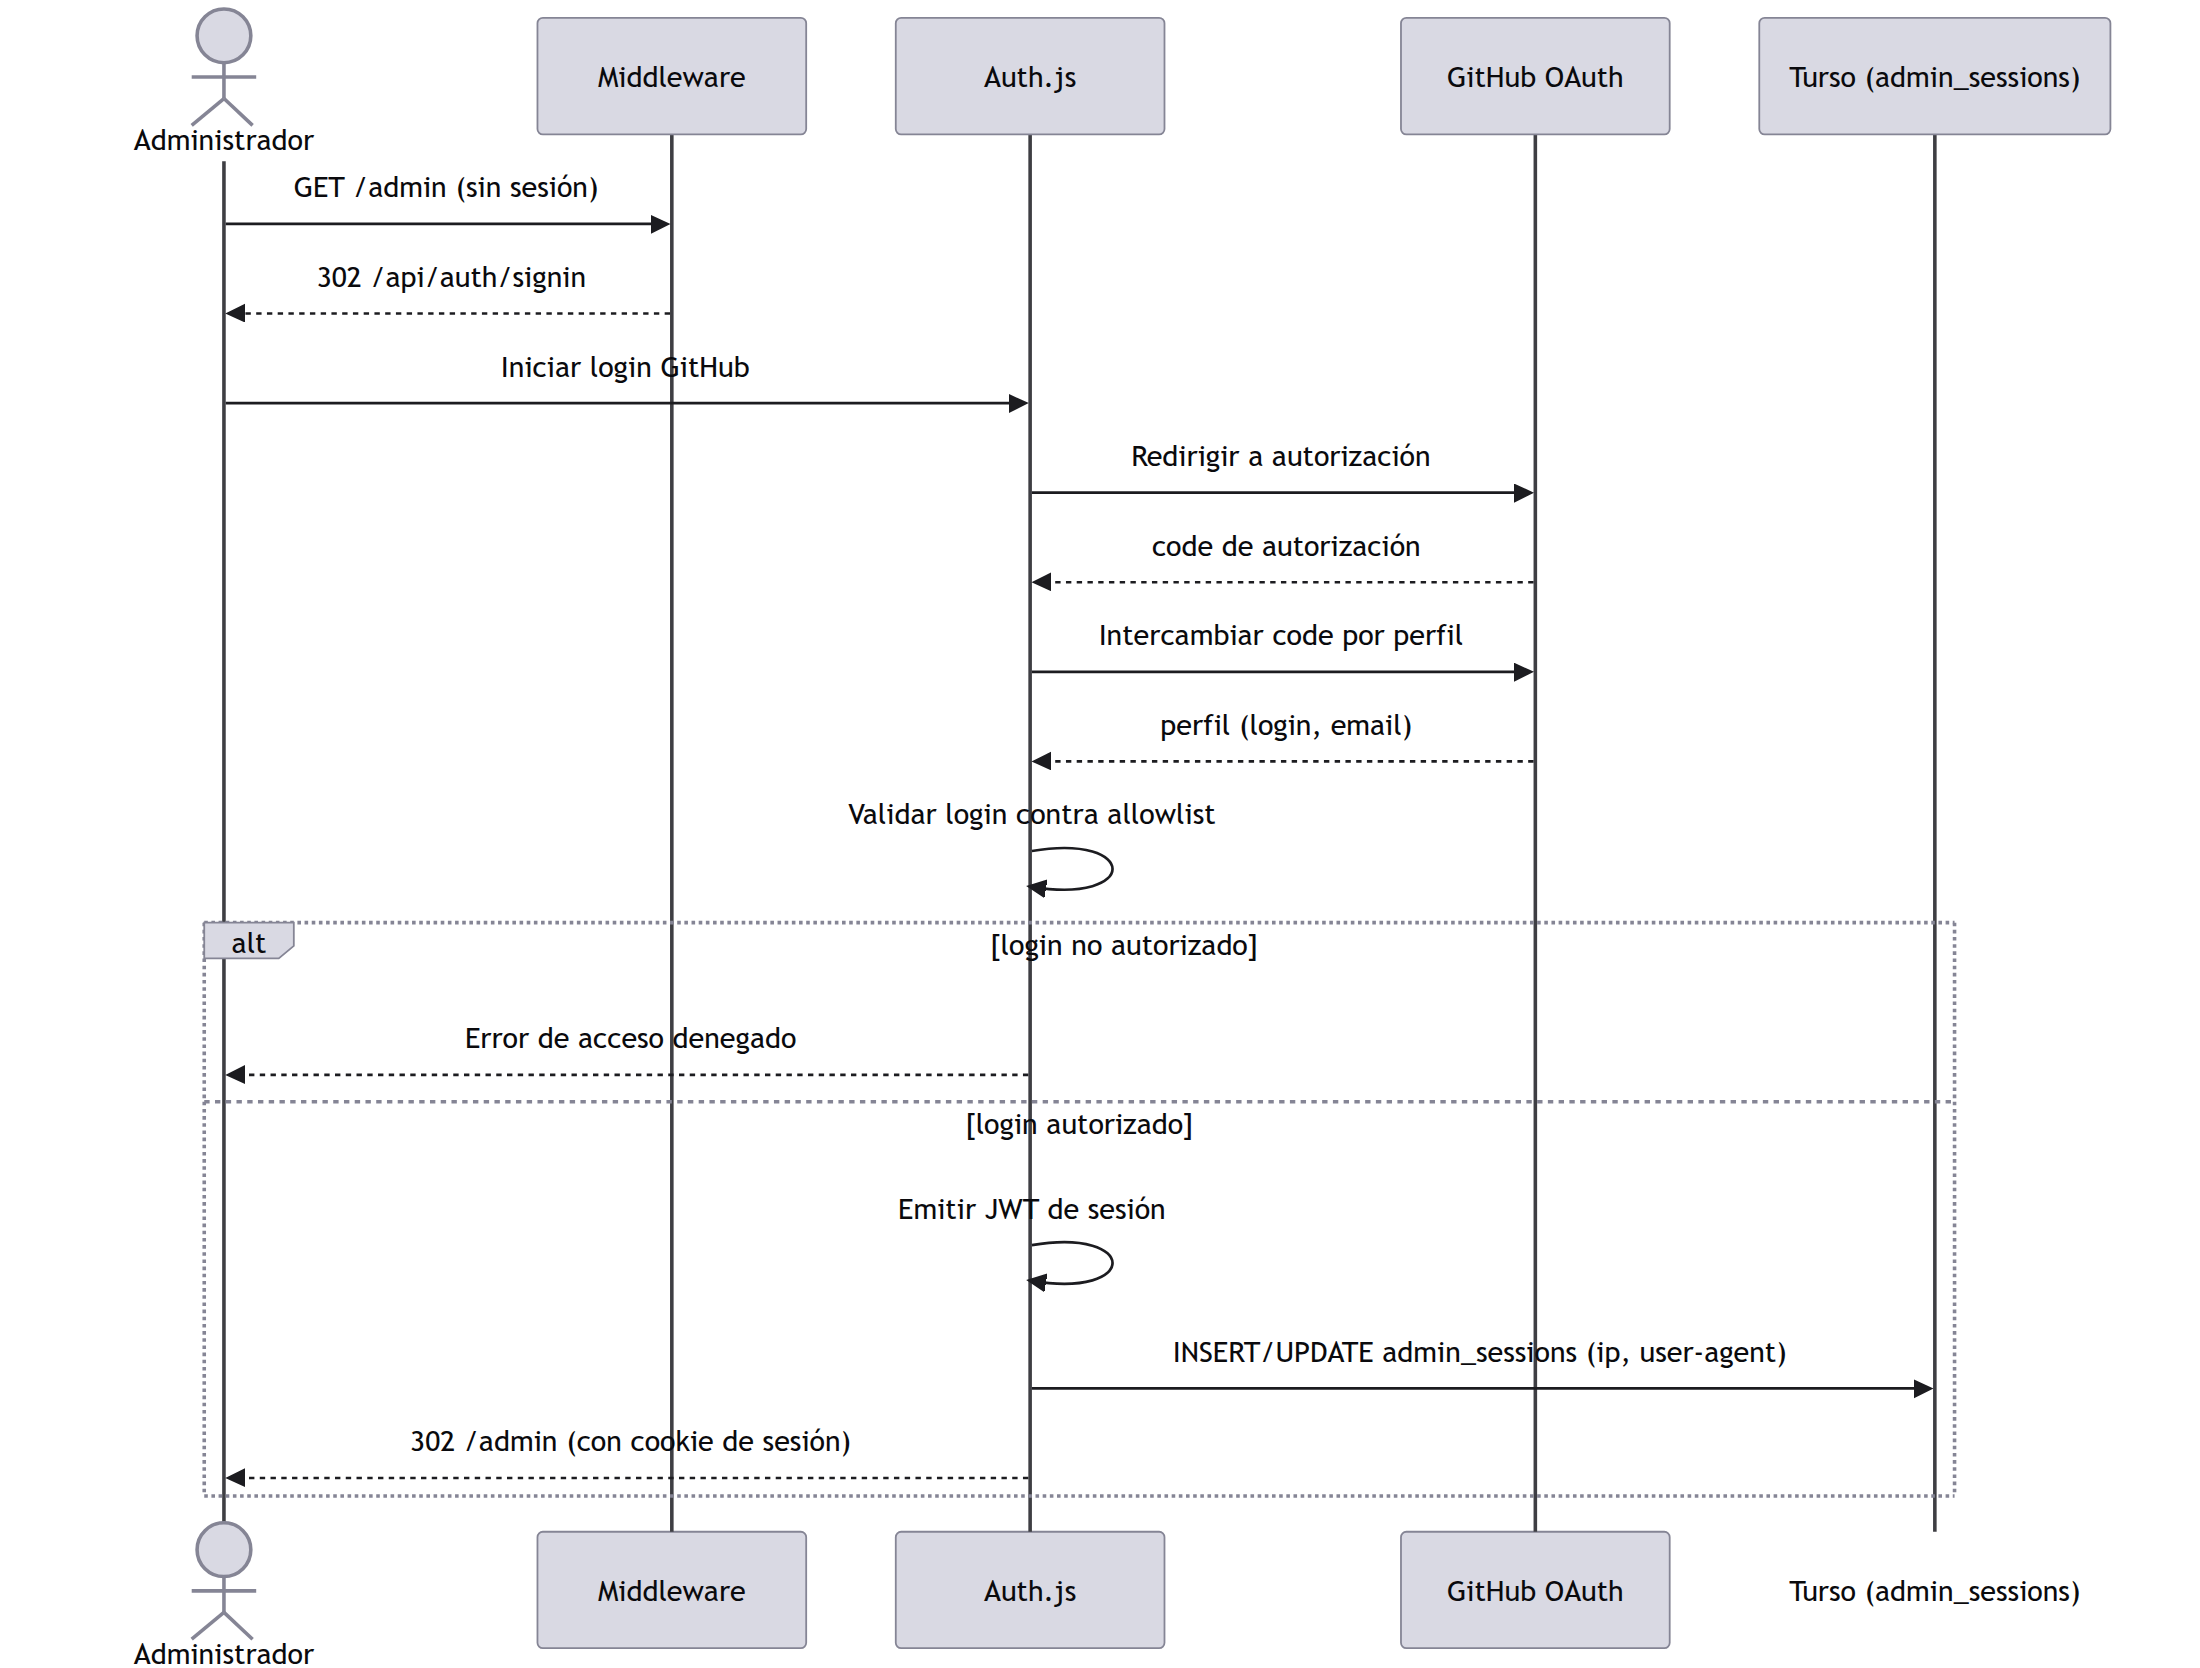 Administrador
Middleware
Auth.js
GitHub OAuth
Turso (admin_sessions)
GET /admin (sin sesión)
302 /api/auth/signin
Iniciar login GitHub
Redirigir a autorización
code de autorización
Intercambiar code por perfil
perfil (login, email)
Validar login contra allowlist
alt
[login no autorizado]
Error de acceso denegado
[login autorizado]
Emitir JWT de sesión
INSERT/UPDATE admin_sessions (ip, user-agent)
302 /admin (con cookie de sesión)
Administrador
Middleware
Auth.js
GitHub OAuth
Turso (admin_sessions)